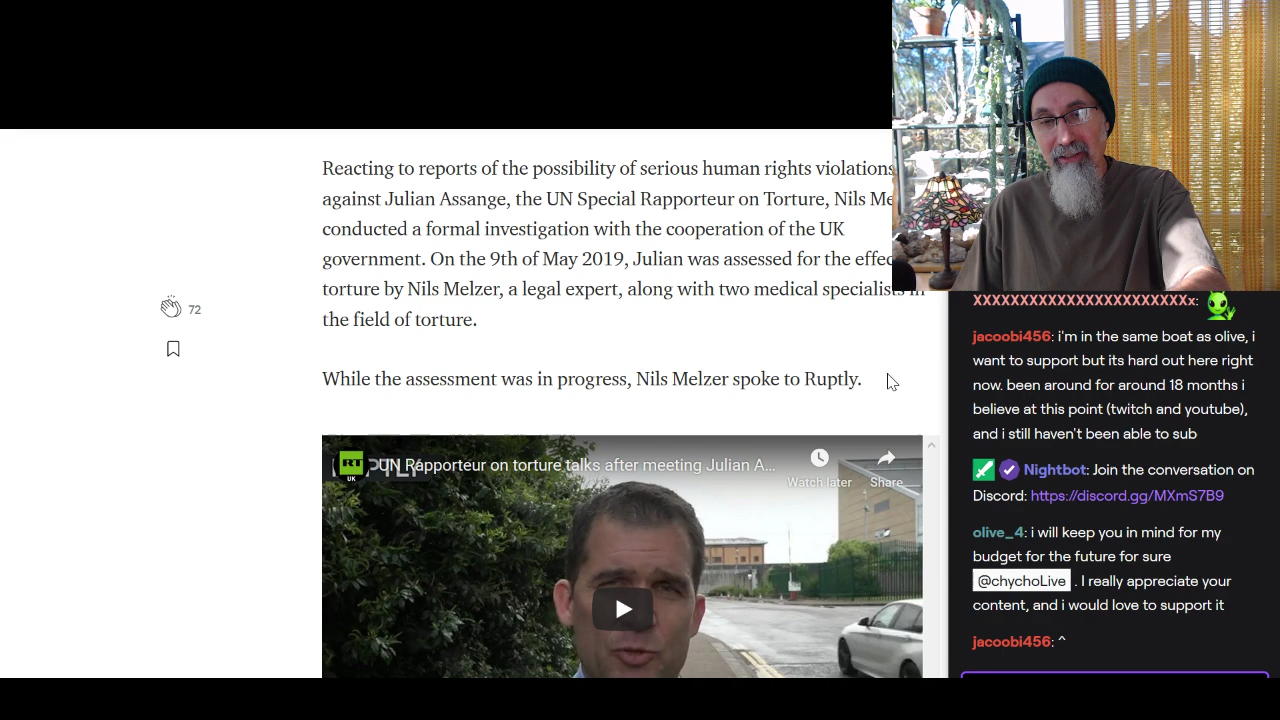 Reacting to reports of the possibility of serious human rights violations
against Julian Assange, the UN Special Rapporteur on Torture, Nils Me
conducted a formal investigation with the cooperation of the UK
government. On the 9th of May 2019, Julian was assessed for the effec
torture by Nils Melzer, a legal expert, along with two medical specialists in
the field of torture.
72
While the assessment was in progress, Nils Melzer spoke to Ruptly.
RT
UK
UN Rapporteur on torture talks after meeting Julian A...
Watch later
Share
XXXXXXXXXXXXXXXXXXXXXXXx:
jacoobi456: i'm in the same boat as olive, i
want to support but its hard out here right
now. been around for around 18 months i
believe at this point (twitch and youtube),
and i still haven't been able to sub
Nightbot: Join the conversation on
Discord: https://discord.gg/MXmS7B9
olive_4: i will keep you in mind for my
budget for the future for sure
@chychoLive . I really appreciate your
content, and i would love to support it
jacoobi456: ^